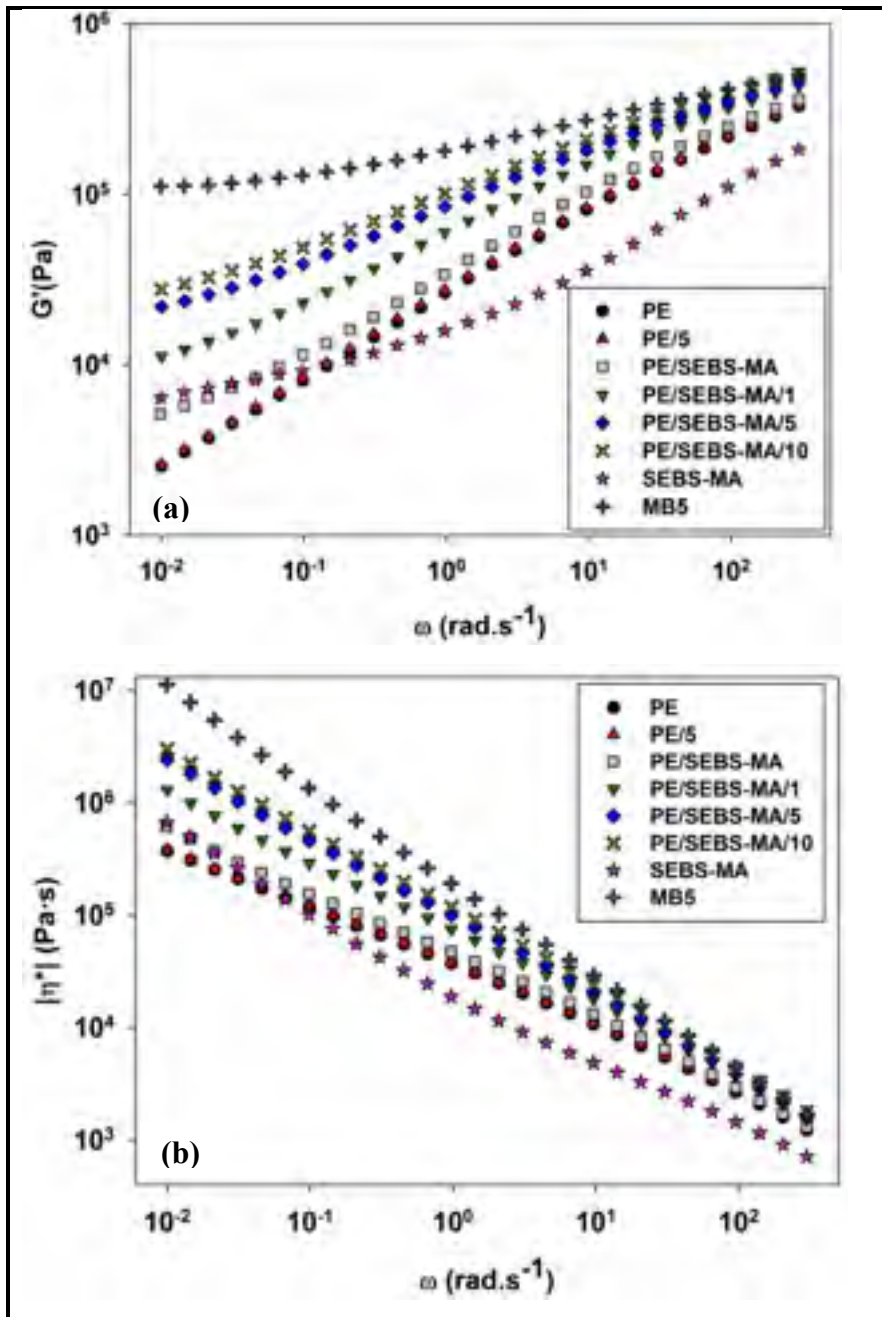 10⁶
10⁵
10⁴
10³
G'(Pa)
PE
PE/5
PE/SEBS-MA
PE/SEBS-MA/1
PE/SEBS-MA/5
PE/SEBS-MA/10
SEBS-MA
MB5
(a)
10⁻² 10⁻¹ 10⁰ 10¹ 10²
ω (rad.s⁻¹)
10⁷
10⁶
10⁵
10⁴
10³
|η*| (Pa·s)
PE
PE/5
PE/SEBS-MA
PE/SEBS-MA/1
PE/SEBS-MA/5
PE/SEBS-MA/10
SEBS-MA
MB5
(b)
10⁻² 10⁻¹ 10⁰ 10¹ 10²
ω (rad.s⁻¹)